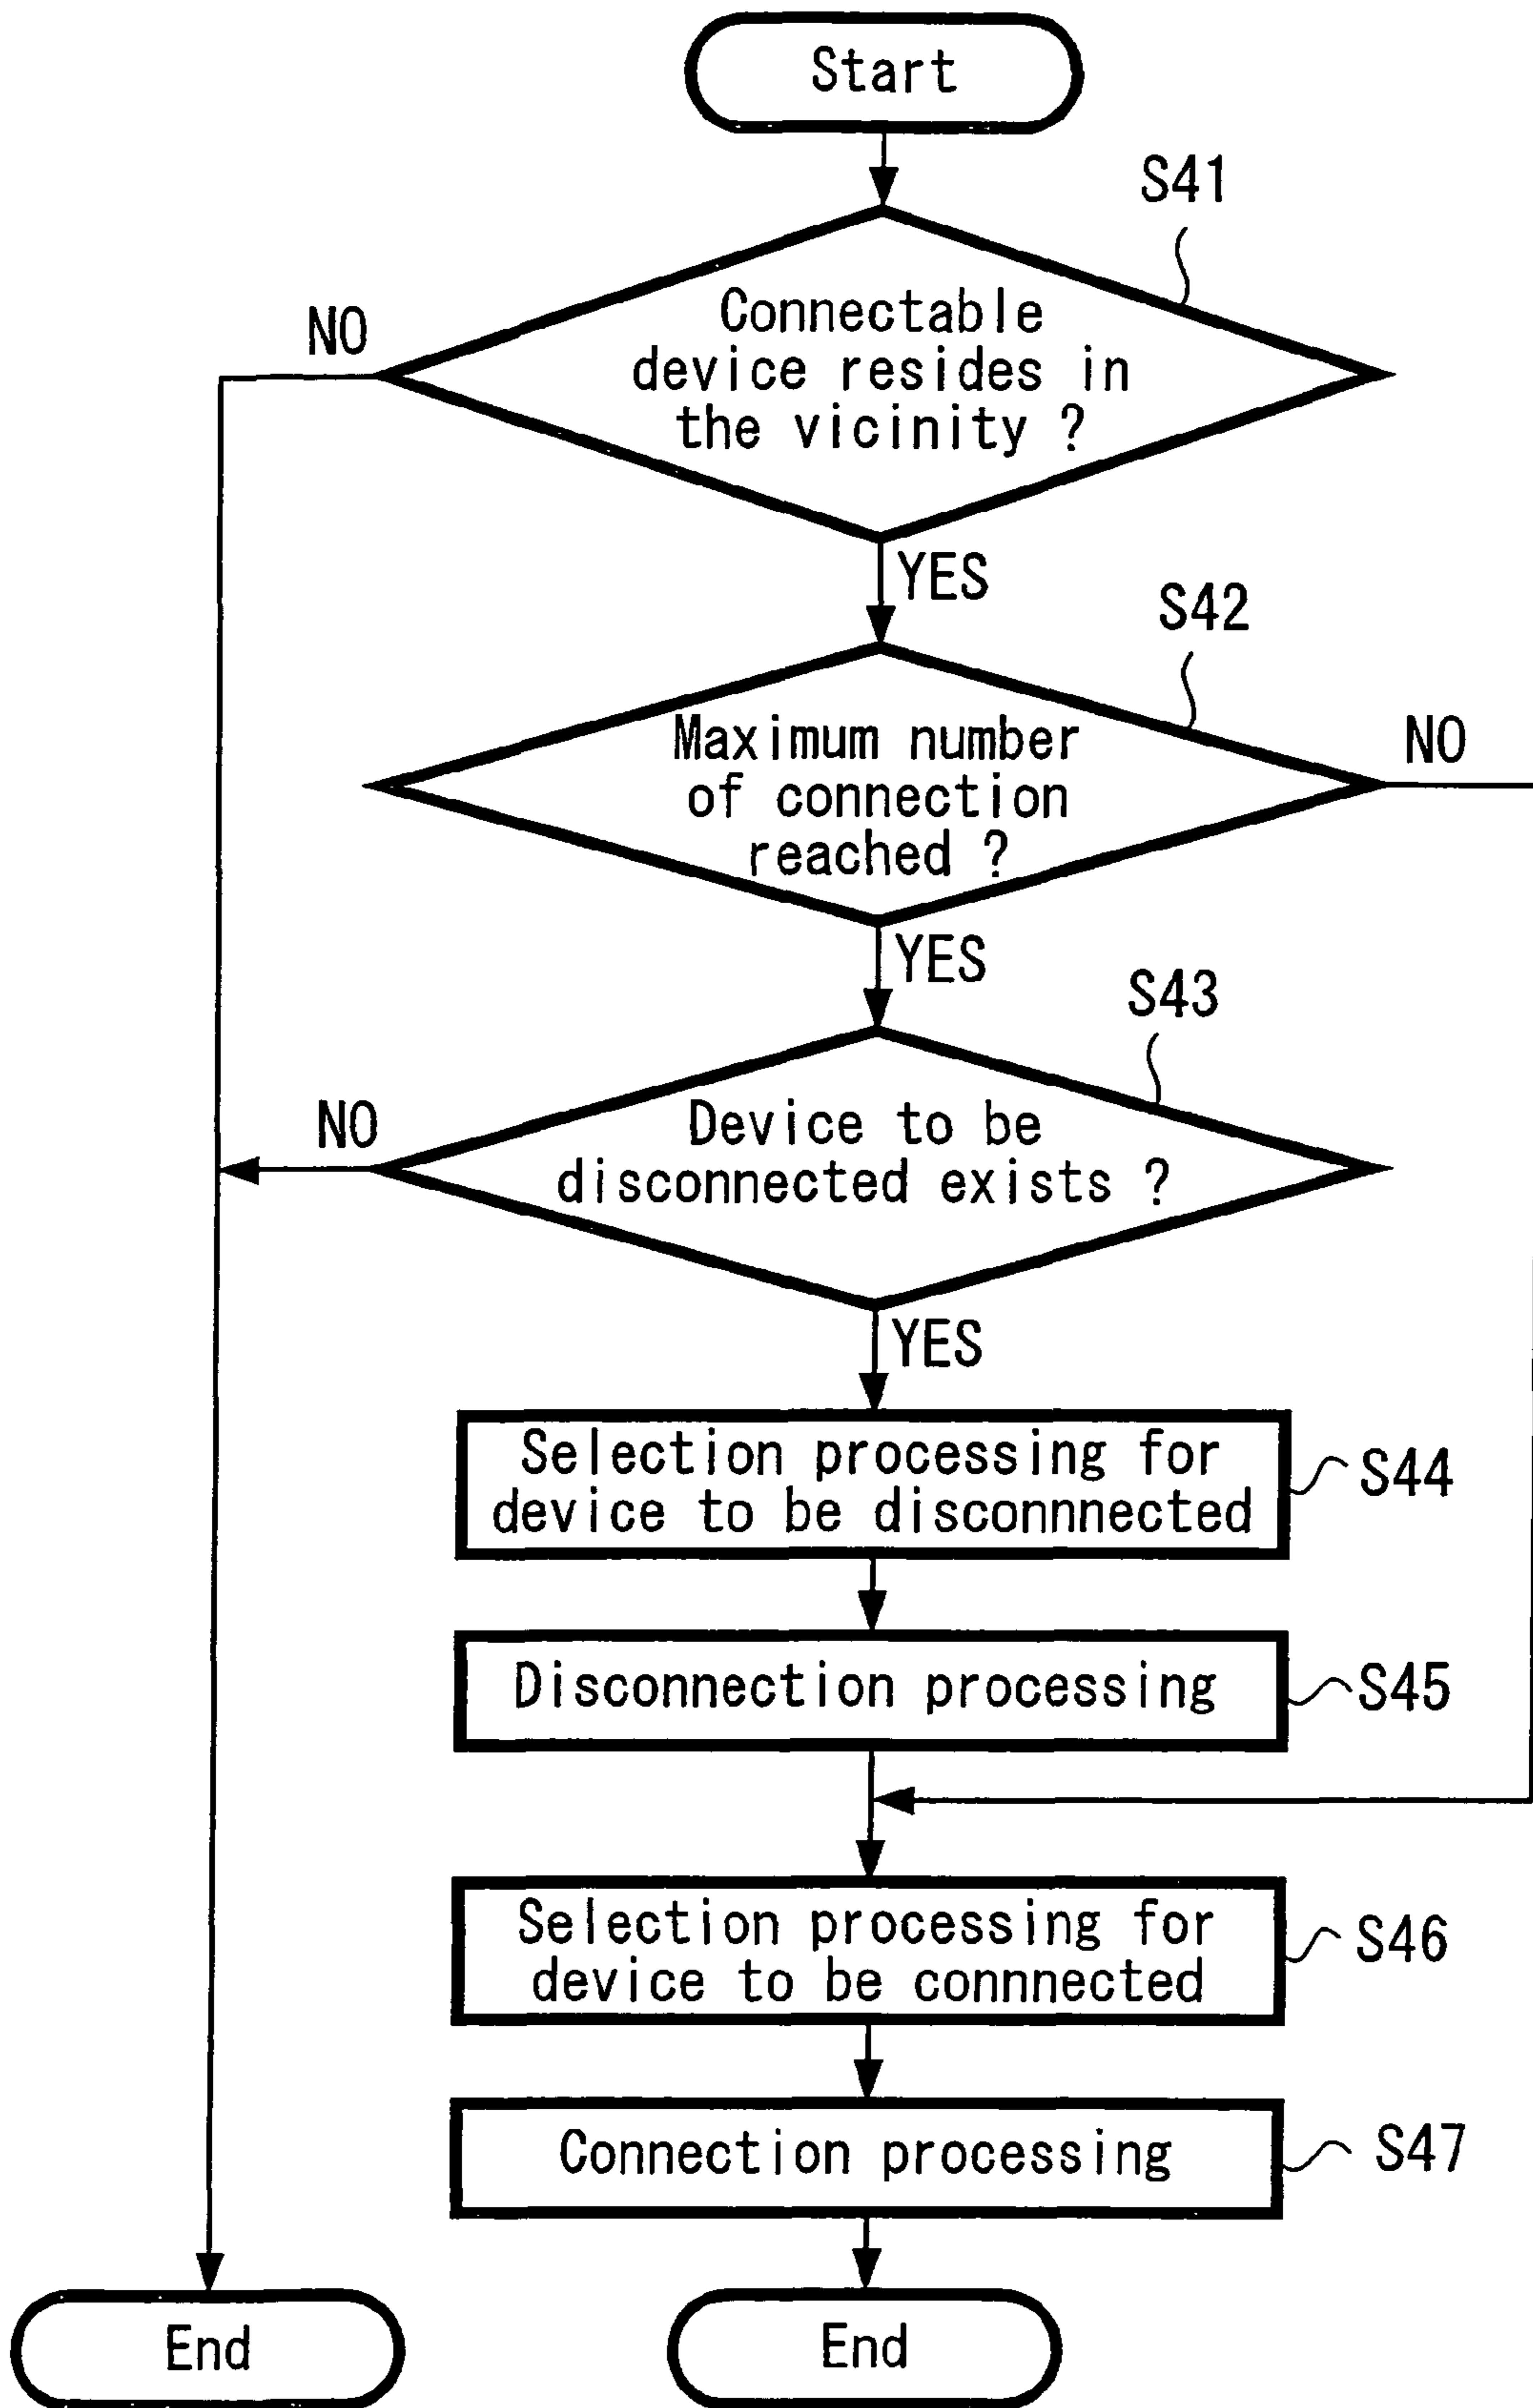 Start
S41
Connectable
device resides in
the vicinity ?
NO
YES
S42
Maximum number
of connection
reached ?
NO
YES
S43
Device to be
disconnected exists ?
NO
YES
Selection processing for
device to be disconnnected
S44
Disconnection processing
S45
Selection processing for
device to be connnected
S46
Connection processing
S47
End
End